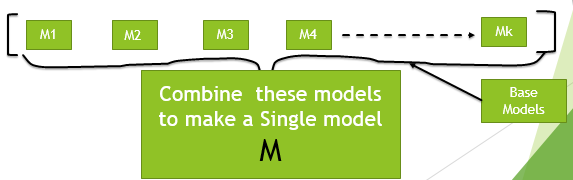 M1 M2 M3 M4 Mk
Combine these models
to make a Single model
M
Base
Models